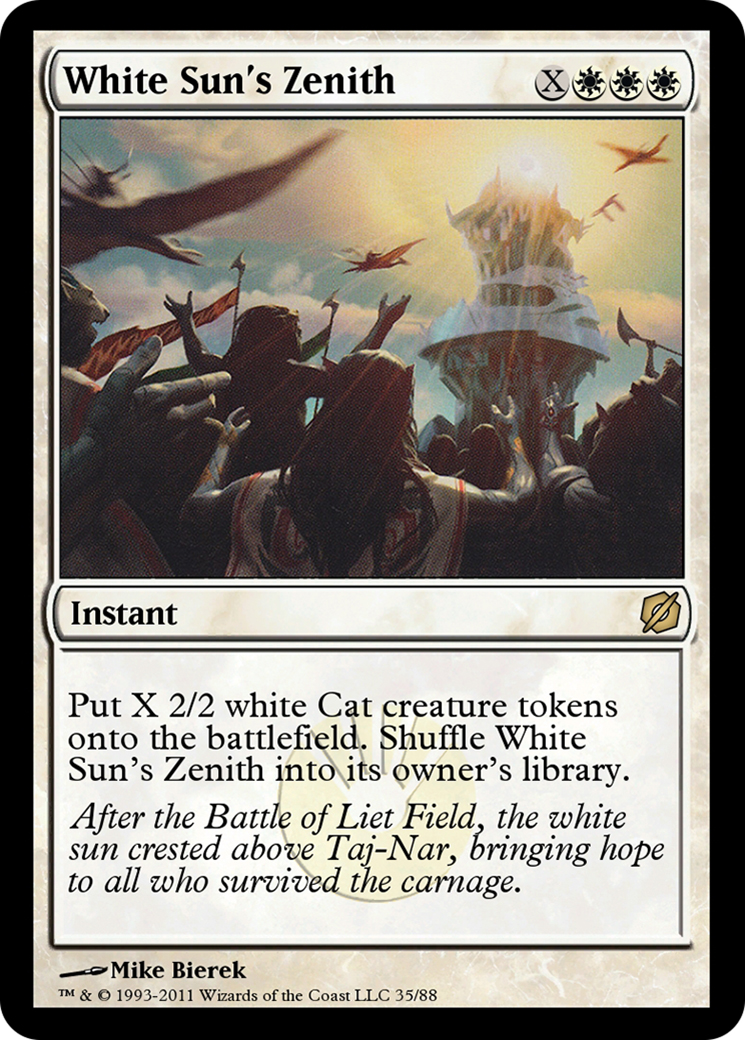 White Sun's Zenith X
Instant
Put X 2/2 white Cat creature tokens
onto the battlefield. Shuffle White
Sun's Zenith into its owner's library.
After the Battle of Liet Field, the white
sun crested above Taj-Nar, bringing hope
to all who survived the carnage.
Mike Bierek
™ & © 1993-2011 Wizards of the Coast LLC 35/88